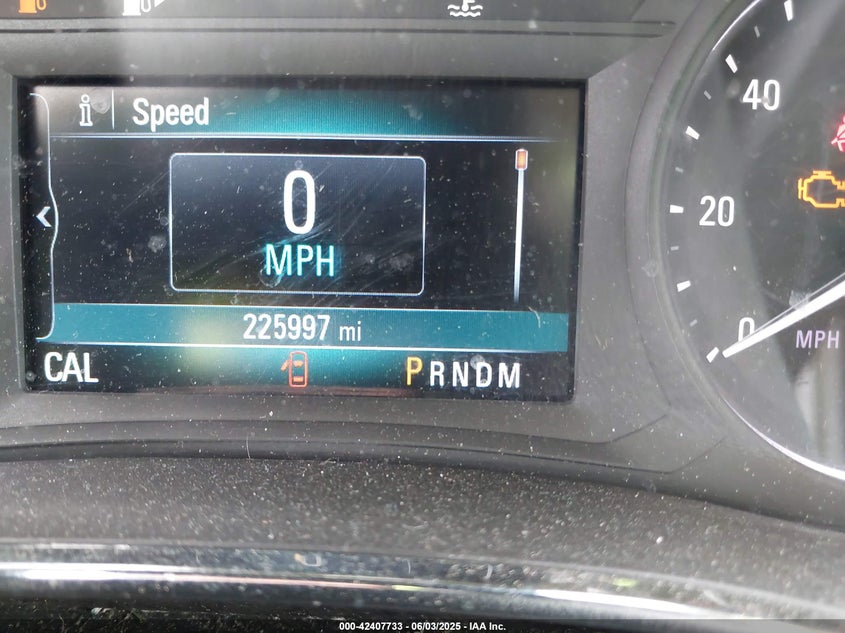 i Speed
40
0
20
MPH
225997 mi
0
MPH
CAL
PRNDM
000-42407733 - 06/03/2025 - IAA Inc.